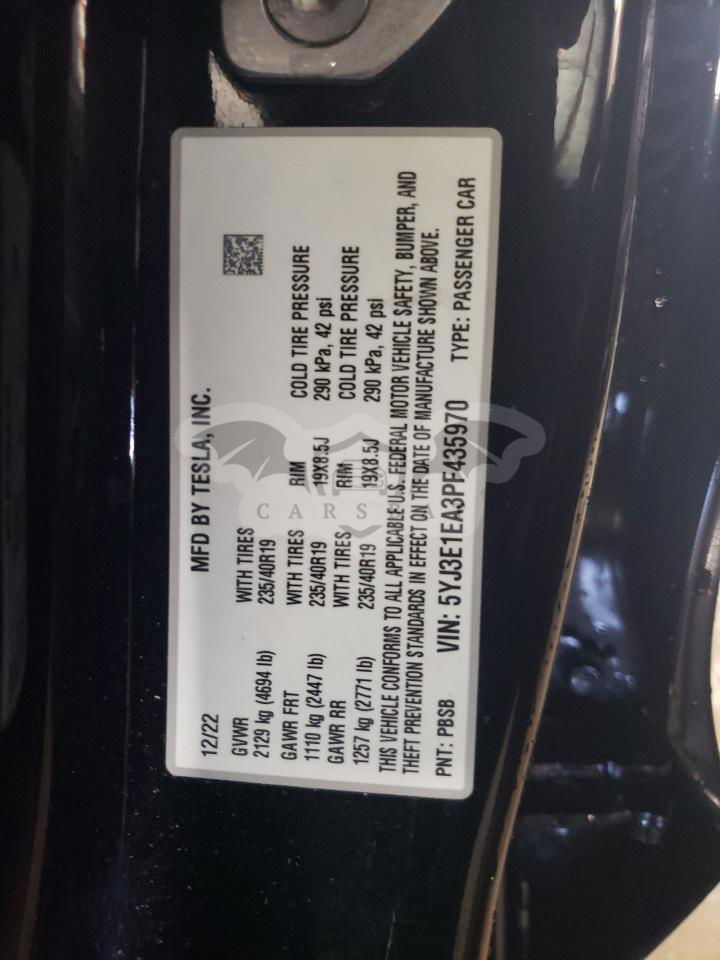 12/22 MFD BY TESLA, INC.
GVWR WITH TIRES
2129 kg (4694 lb) 235/40R19
GAWR FRT WITH TIRES RIM COLD TIRE PRESSURE
1110 kg (2447 lb) 235/40R19 19X8.5J 290 kPa, 42 psi
GAWR RR WITH TIRES RIM COLD TIRE PRESSURE
1257 kg (2771 lb) 235/40R19 19X8.5J 290 kPa, 42 psi
THIS VEHICLE CONFORMS TO ALL APPLICABLE U.S. FEDERAL MOTOR VEHICLE SAFETY, BUMPER, AND
THEFT PREVENTION STANDARDS IN EFFECT ON THE DATE OF MANUFACTURE SHOWN ABOVE.
PNT: PBSB VIN: 5YJ3E1EA3PF435970 TYPE: PASSENGER CAR